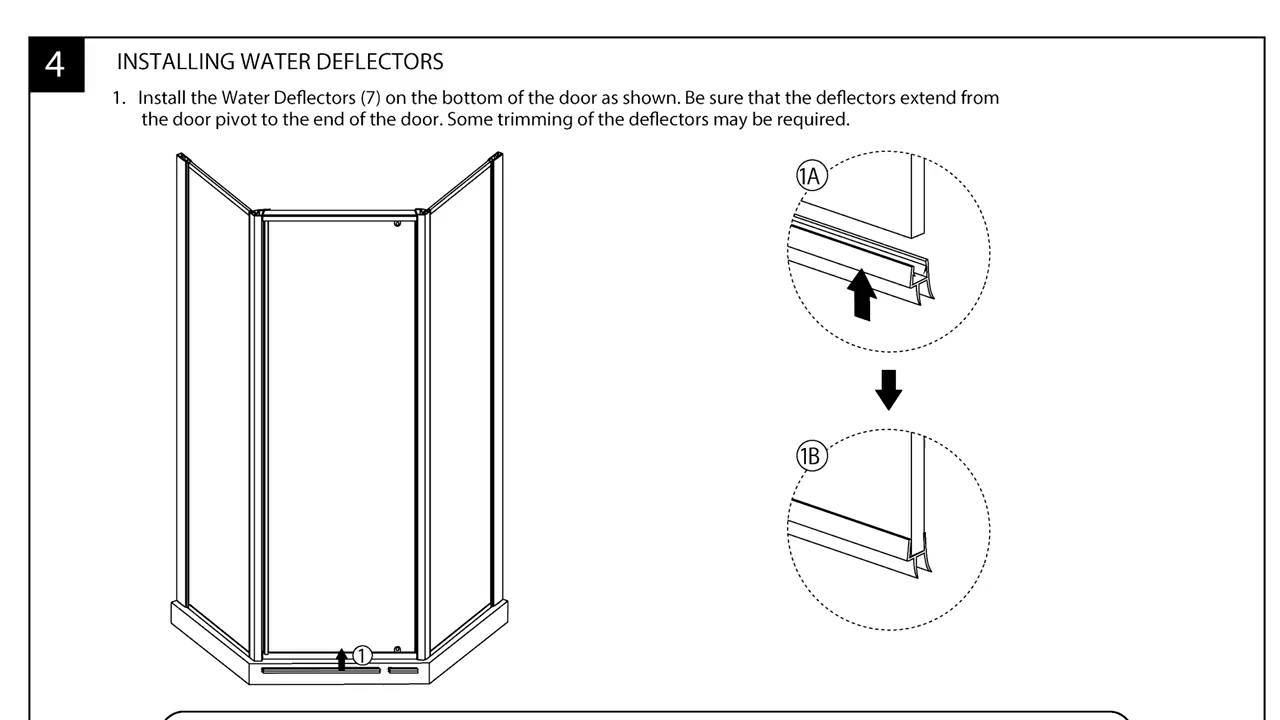 4
INSTALLING WATER DEFLECTORS
1. Install the Water Deflectors (7) on the bottom of the door as shown. Be sure that the deflectors extend from
the door pivot to the end of the door. Some trimming of the deflectors may be required.
1A
1B
1